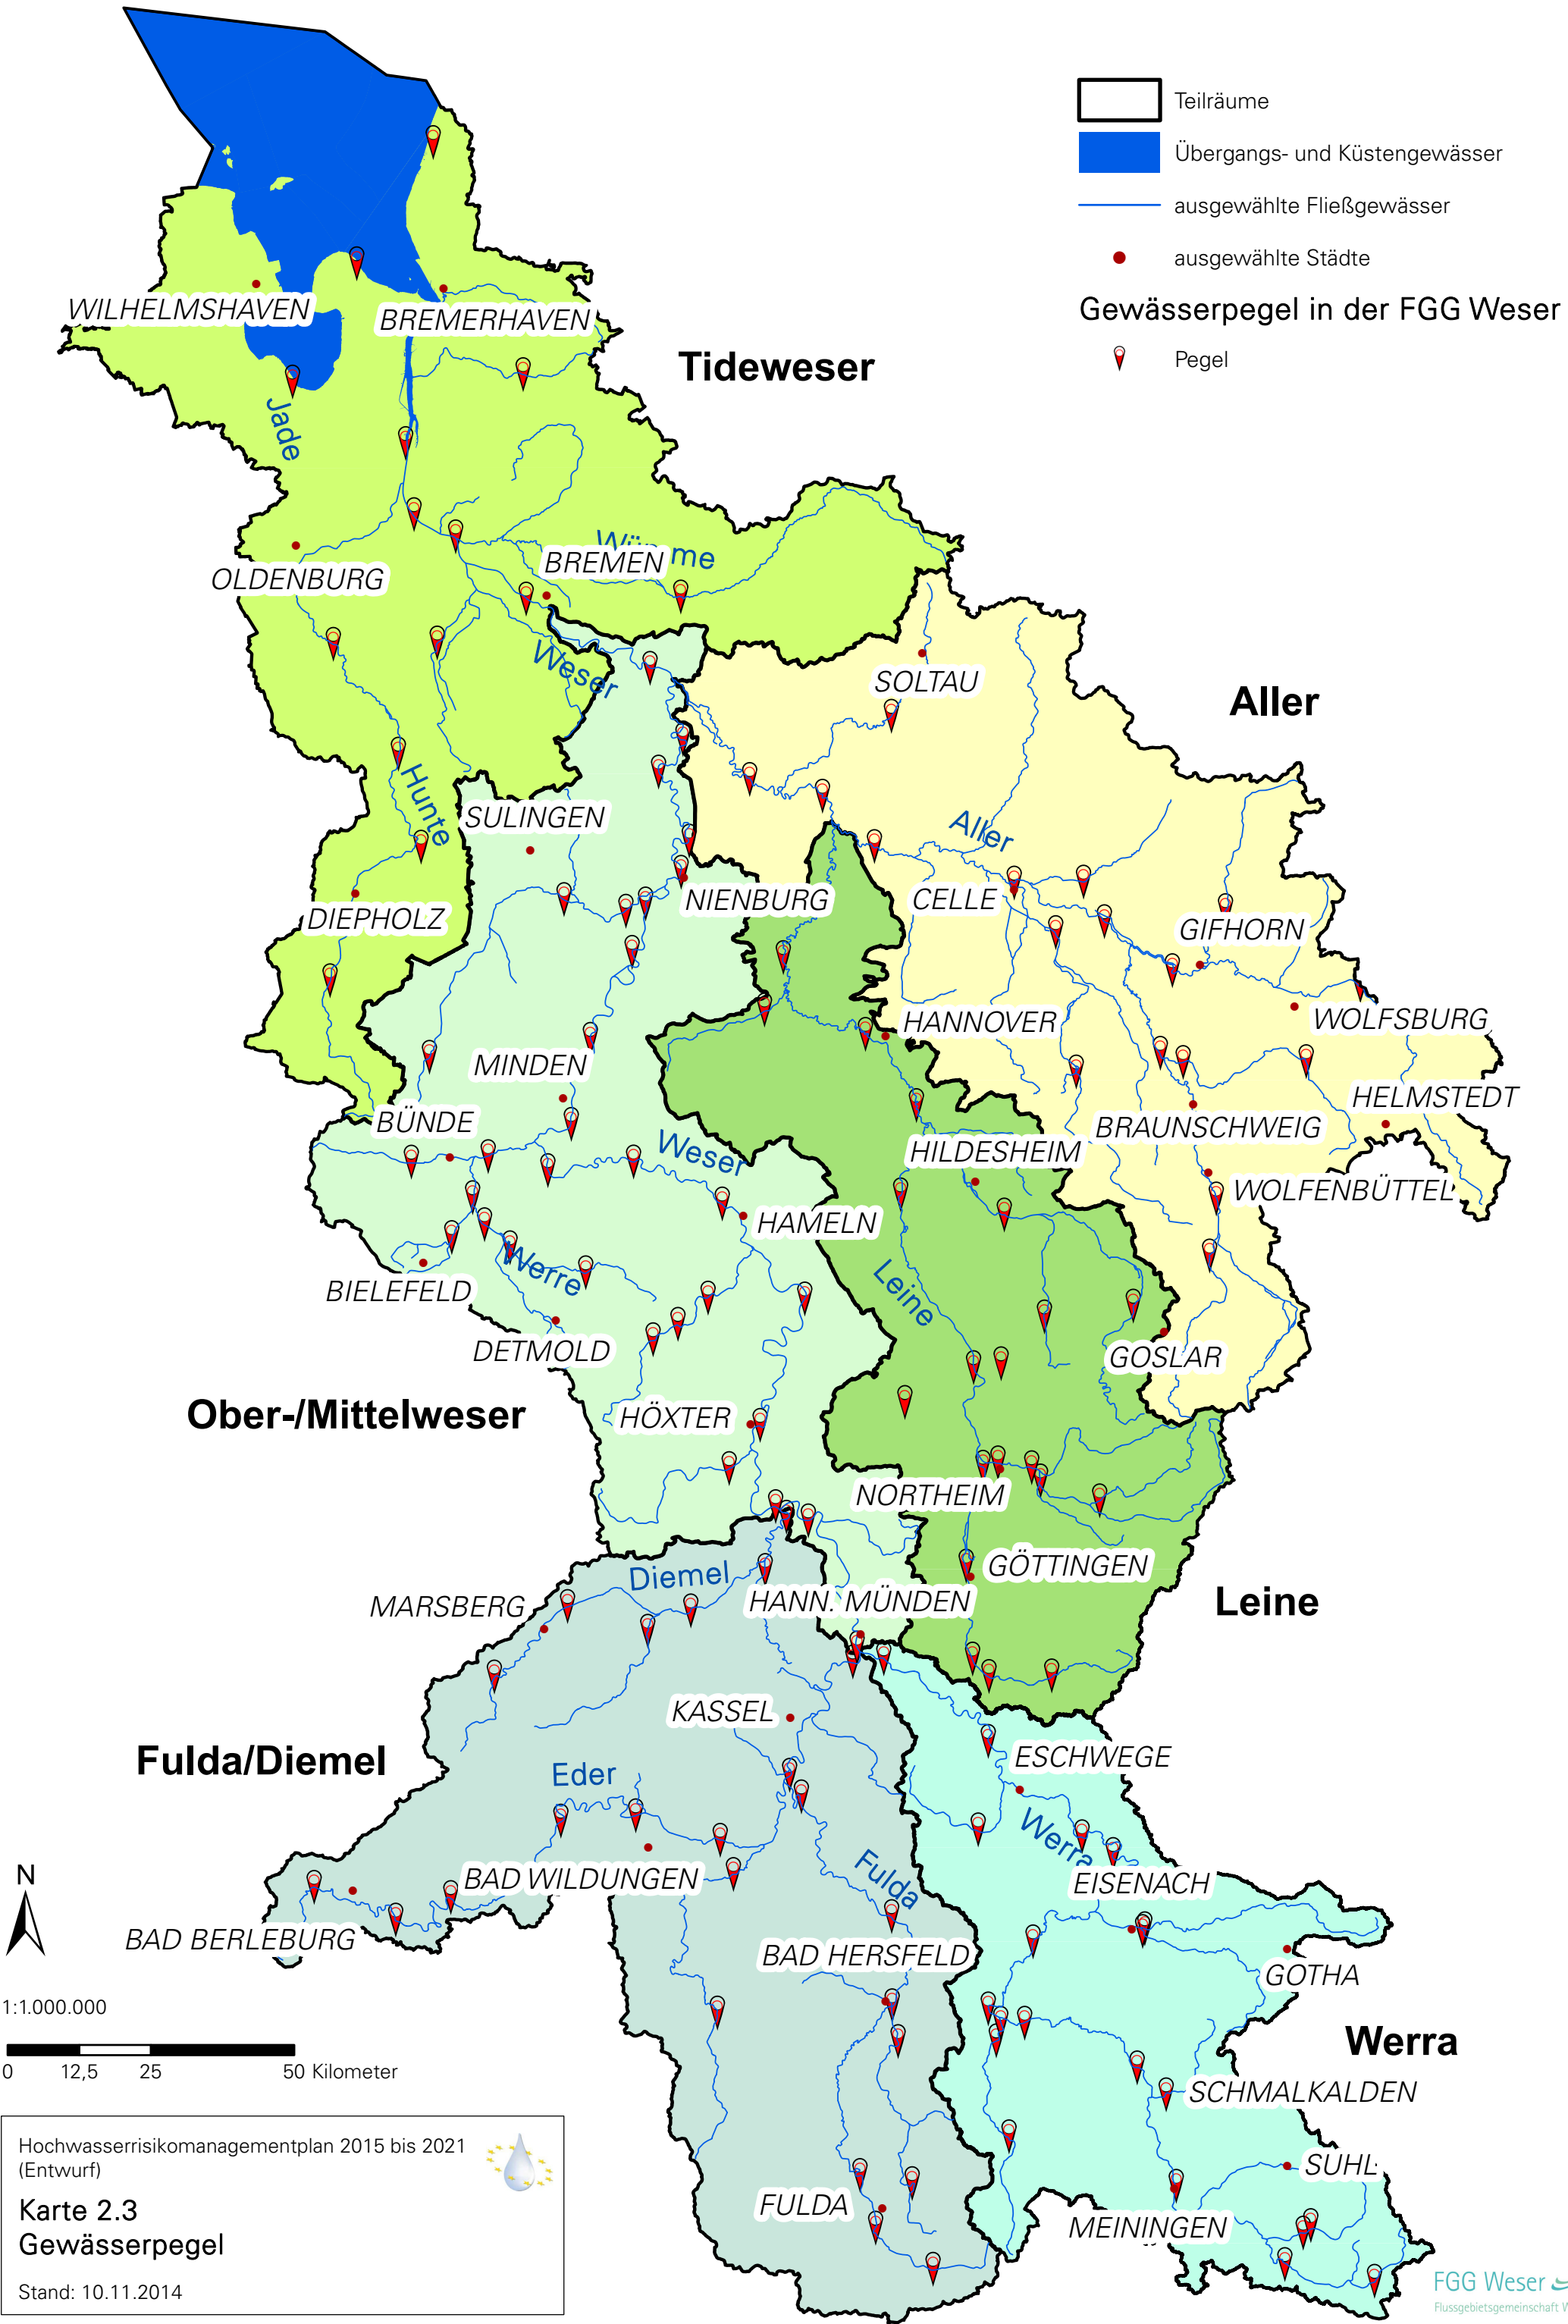 Teilräume
Übergangs- und Küstengewässer
ausgewählte Fließgewässer
ausgewählte Städte
Gewässerpegel in der FGG Weser
Pegel
WILHELMSHAVEN
BREMERHAVEN
Tideweser
Jade
BREMEN
OLDENBURG
Weser
SOLTAU
Aller
Hunte
SULINGEN
Aller
NIENBURG
CELLE
DIEPHOLZ
GIFHORN
HANNOVER
WOLFSBURG
MINDEN
HELMSTEDT
BÜNDE
BRAUNSCHWEIG
Weser
HILDESHEIM
WOLFENBÜTTEL
HAMELN
Werre
BIELEFELD
Leine
DETMOLD
GOSLAR
Ober-/Mittelweser
HÖXTER
NORTHEIM
GÖTTINGEN
Diemel
MARSBERG
HANN. MÜNDEN
Leine
KASSEL
Fulda/Diemel
ESCHWEGE
Eder
Werra
BAD WILDUNGEN
Fulda
EISENACH
BAD BERLEBURG
BAD HERSFELD
GOTHA
N
1:1.000.000
0 12,5 25 50 Kilometer
Werra
SCHMALKALDEN
SUHL
FULDA
MEININGEN
Hochwasserrisikomanagementplan 2015 bis 2021
(Entwurf)
Karte 2.3
Gewässerpegel
Stand: 10.11.2014
FGG Weser
Flussgebietsgemeinschaft W